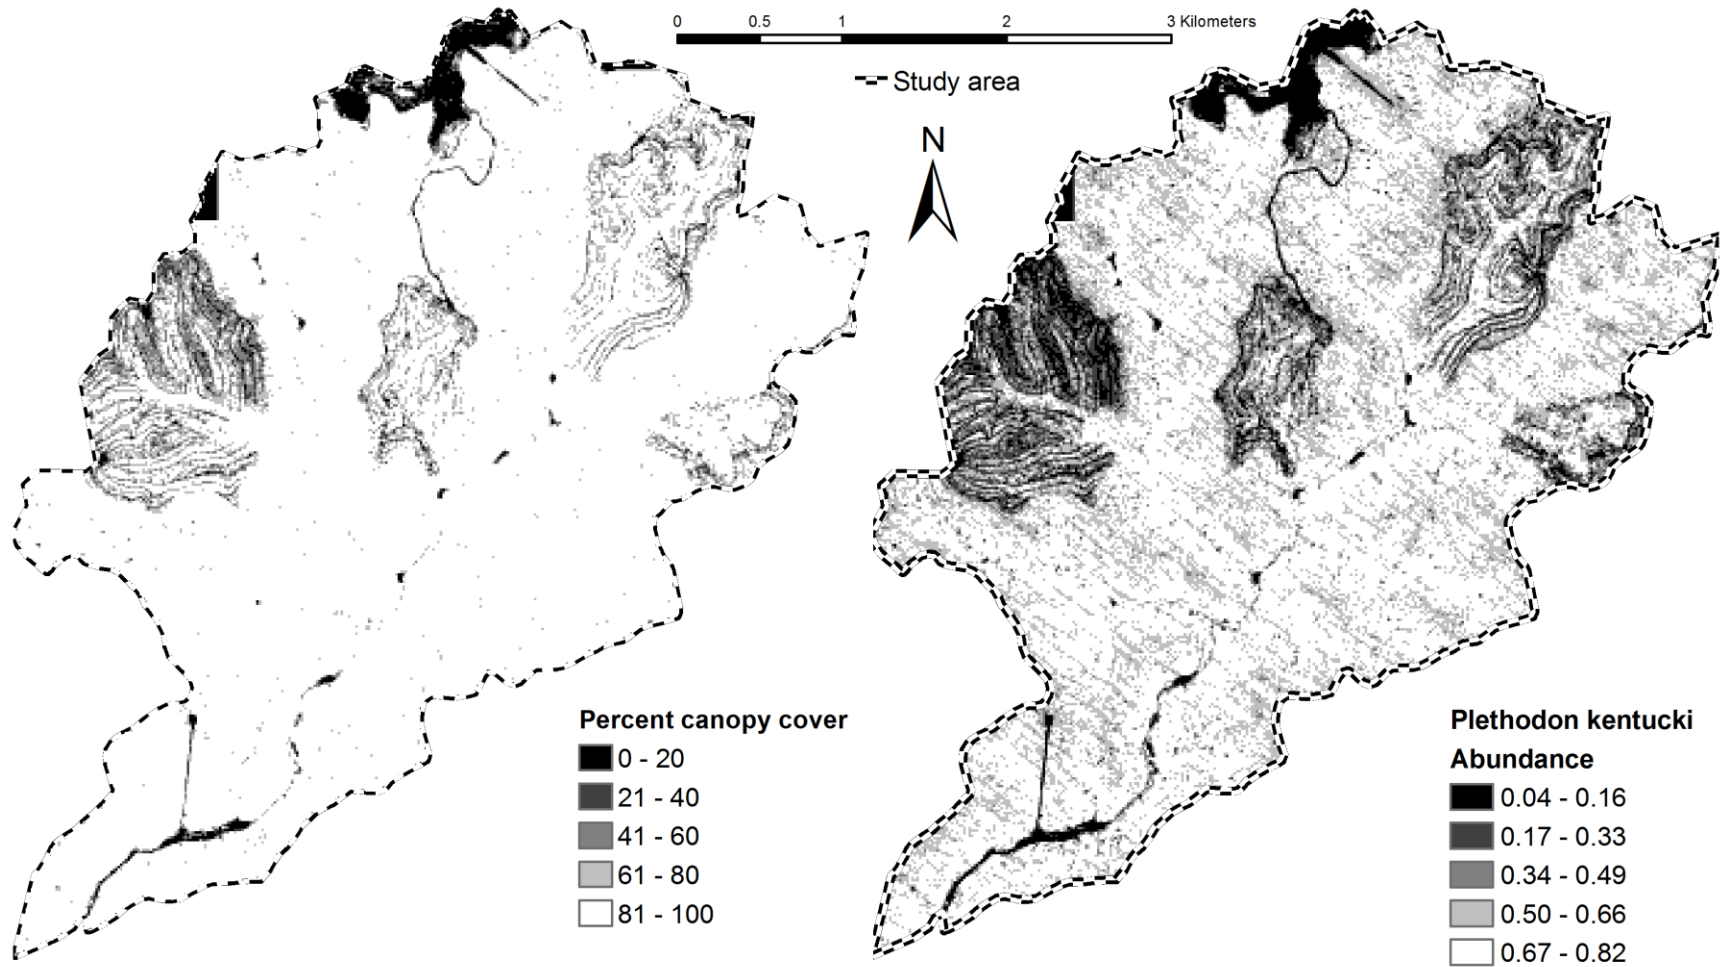 0 0.5 1 2 3 Kilometers
Study area
N
Percent canopy cover
0 - 20
21 - 40
41 - 60
61 - 80
81 - 100
Plethodon kentucki
Abundance
0.04 - 0.16
0.17 - 0.33
0.34 - 0.49
0.50 - 0.66
0.67 - 0.82